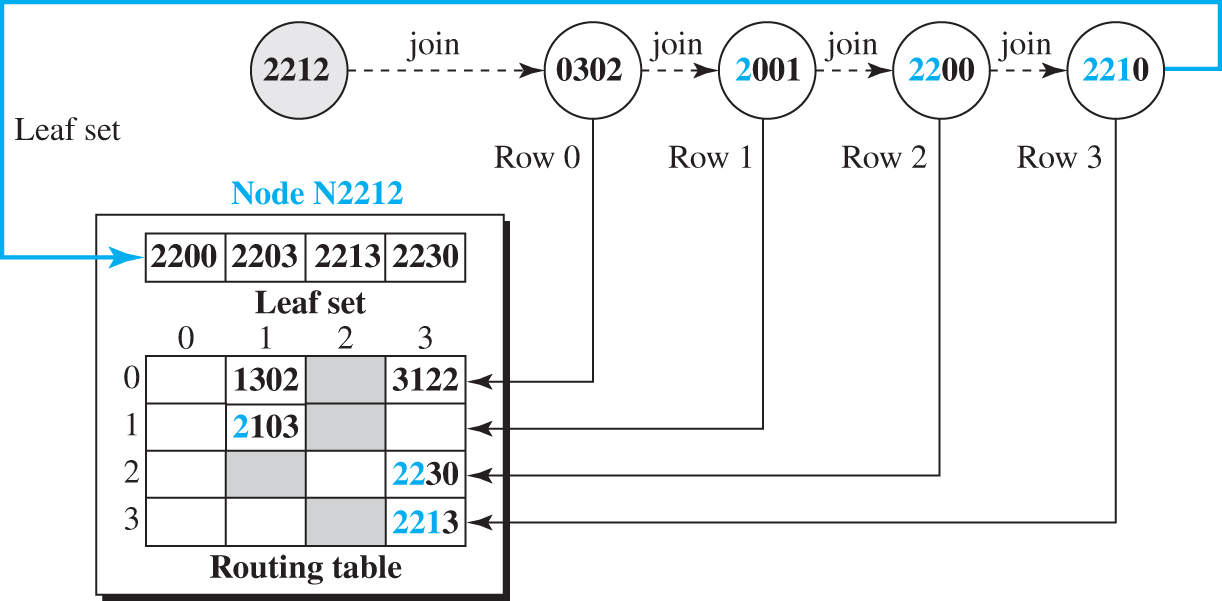 join join join join
2212 0302 2001 2200 2210
Leaf set
Row 0 Row 1 Row 2 Row 3
Node N2212
2200 2203 2213 2230
Leaf set
0 1 2 3
0 1302 3122
1 2103
2 2230
3 2213
Routing table